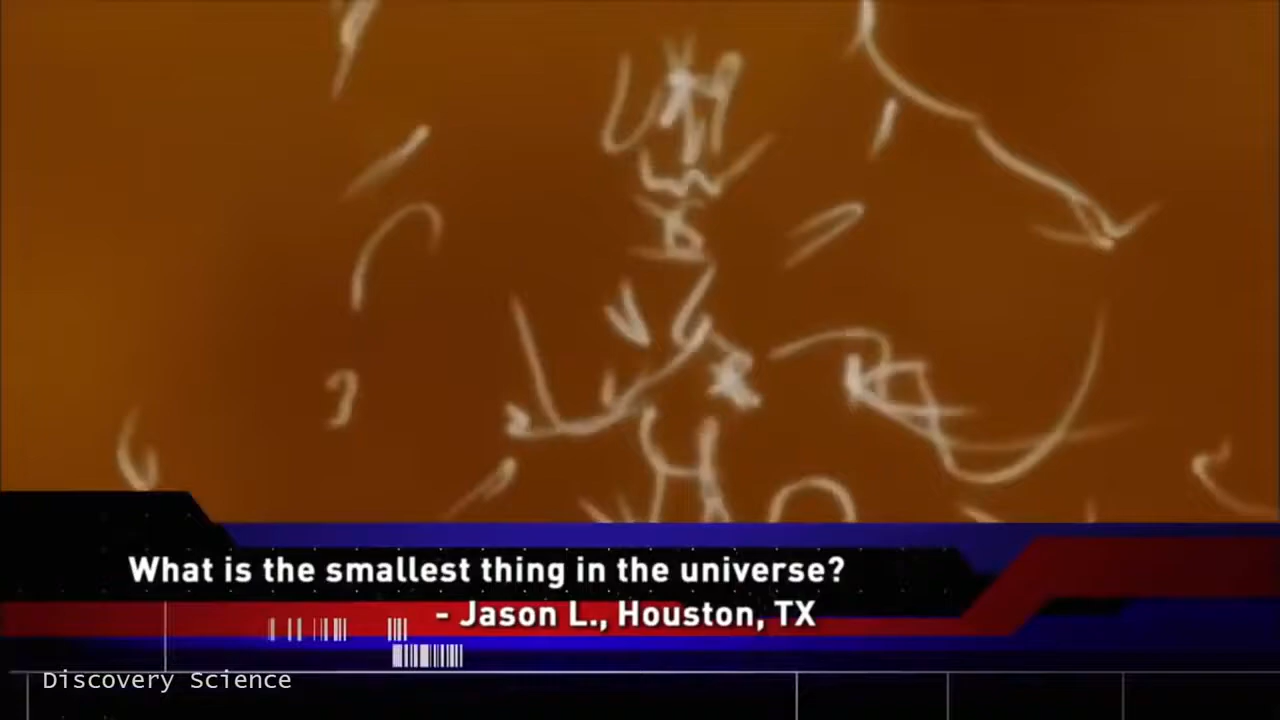 What is the smallest thing in the universe?
- Jason L., Houston, TX
Discovery Science